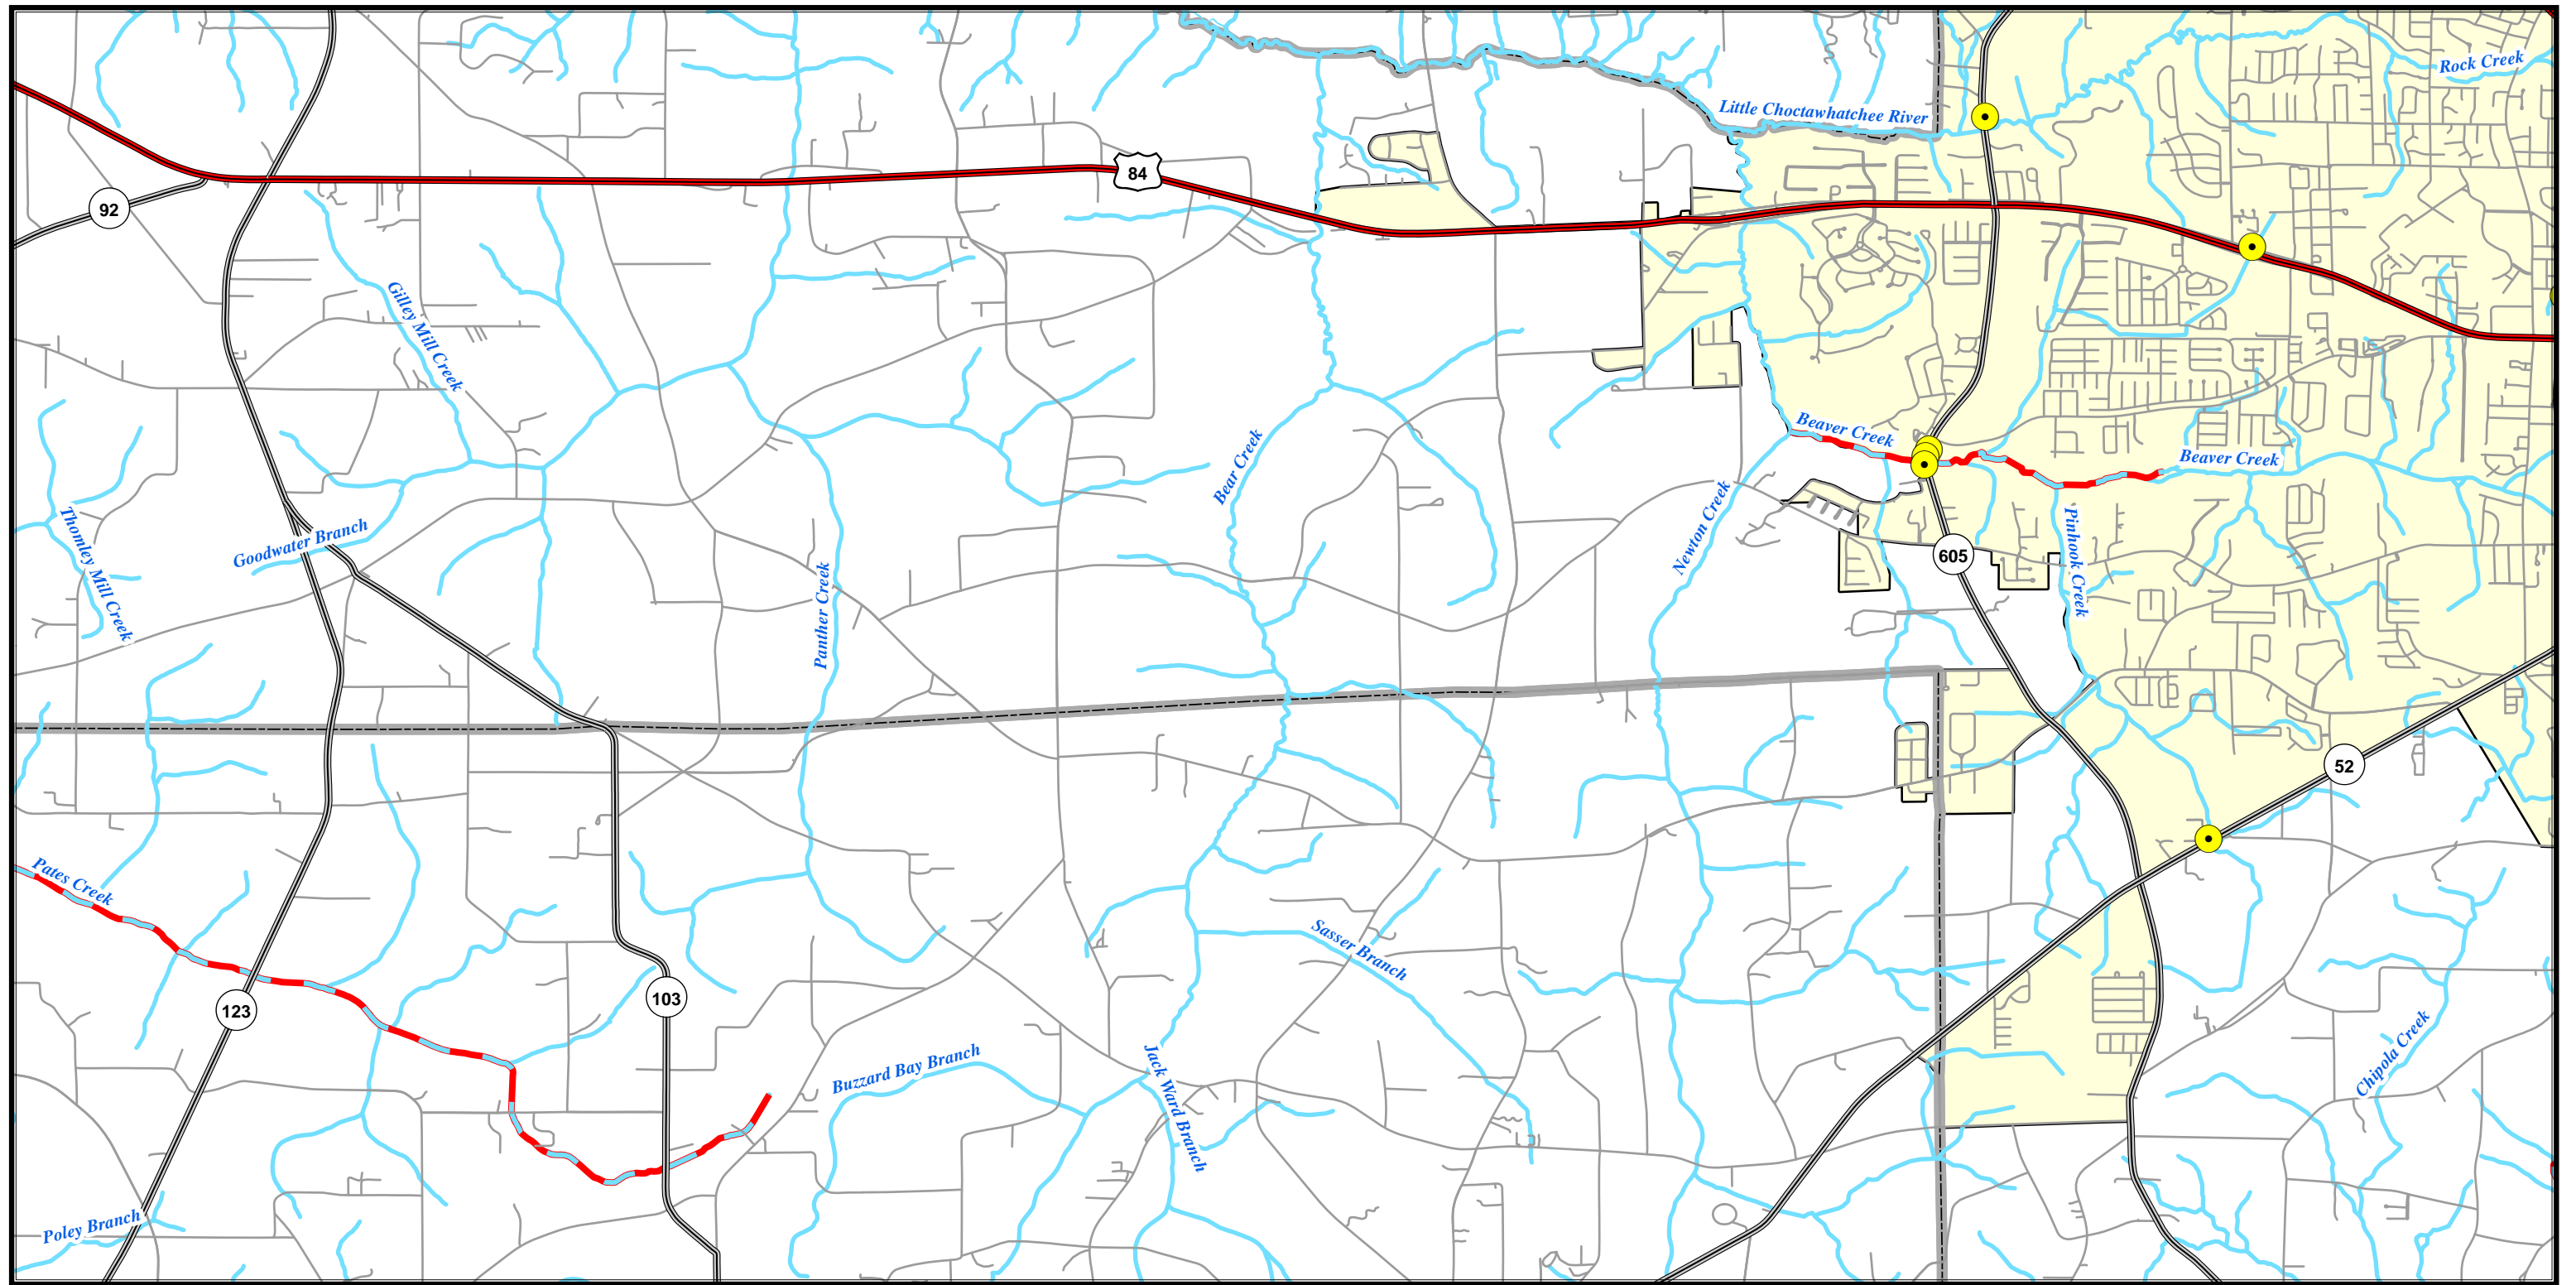 Rock Creek
Little Choctawhatchee River
84
92
Gilley Mill Creek
Beaver Creek
Beaver Creek
Bear Creek
Newton Creek
Thomley Mill Creek
Goodwater Branch
Pinhook Creek
605
Panther Creek
52
Pates Creek
Sasser Branch
103
123
Chipola Creek
Buzzard Bay Branch
Jack Ward Branch
Poley Branch